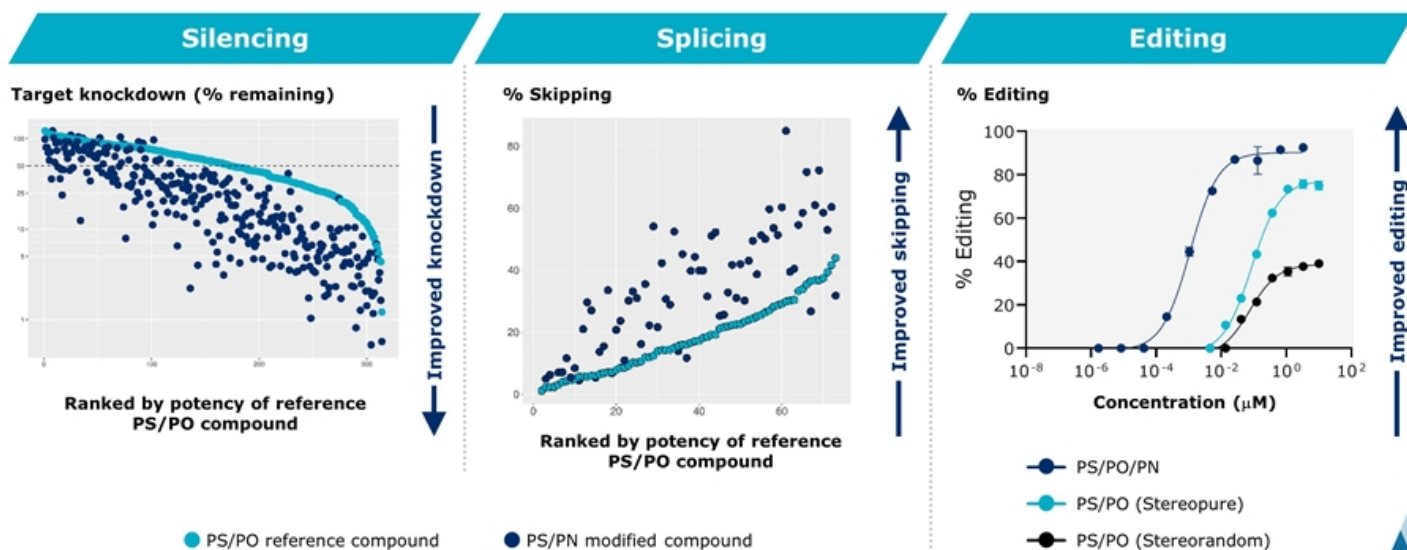 Silencing
Splicing
Editing
Target knockdown (% remaining)
100
50
25
10
5
1
0
100
200
300
Ranked by potency of reference
PS/PO compound
Improved knockdown
% Skipping
80
60
40
20
0
0
20
40
60
Ranked by potency of reference
PS/PO compound
Improved skipping
% Editing
% Editing
100
80
60
40
20
0
10-8
10-6
10-4
10-2
100
102
Concentration (μM)
Improved editing
PS/PO/PN
PS/PO (Stereopure)
PS/PO (Stereorandom)
PS/PO reference compound
PS/PN modified compound